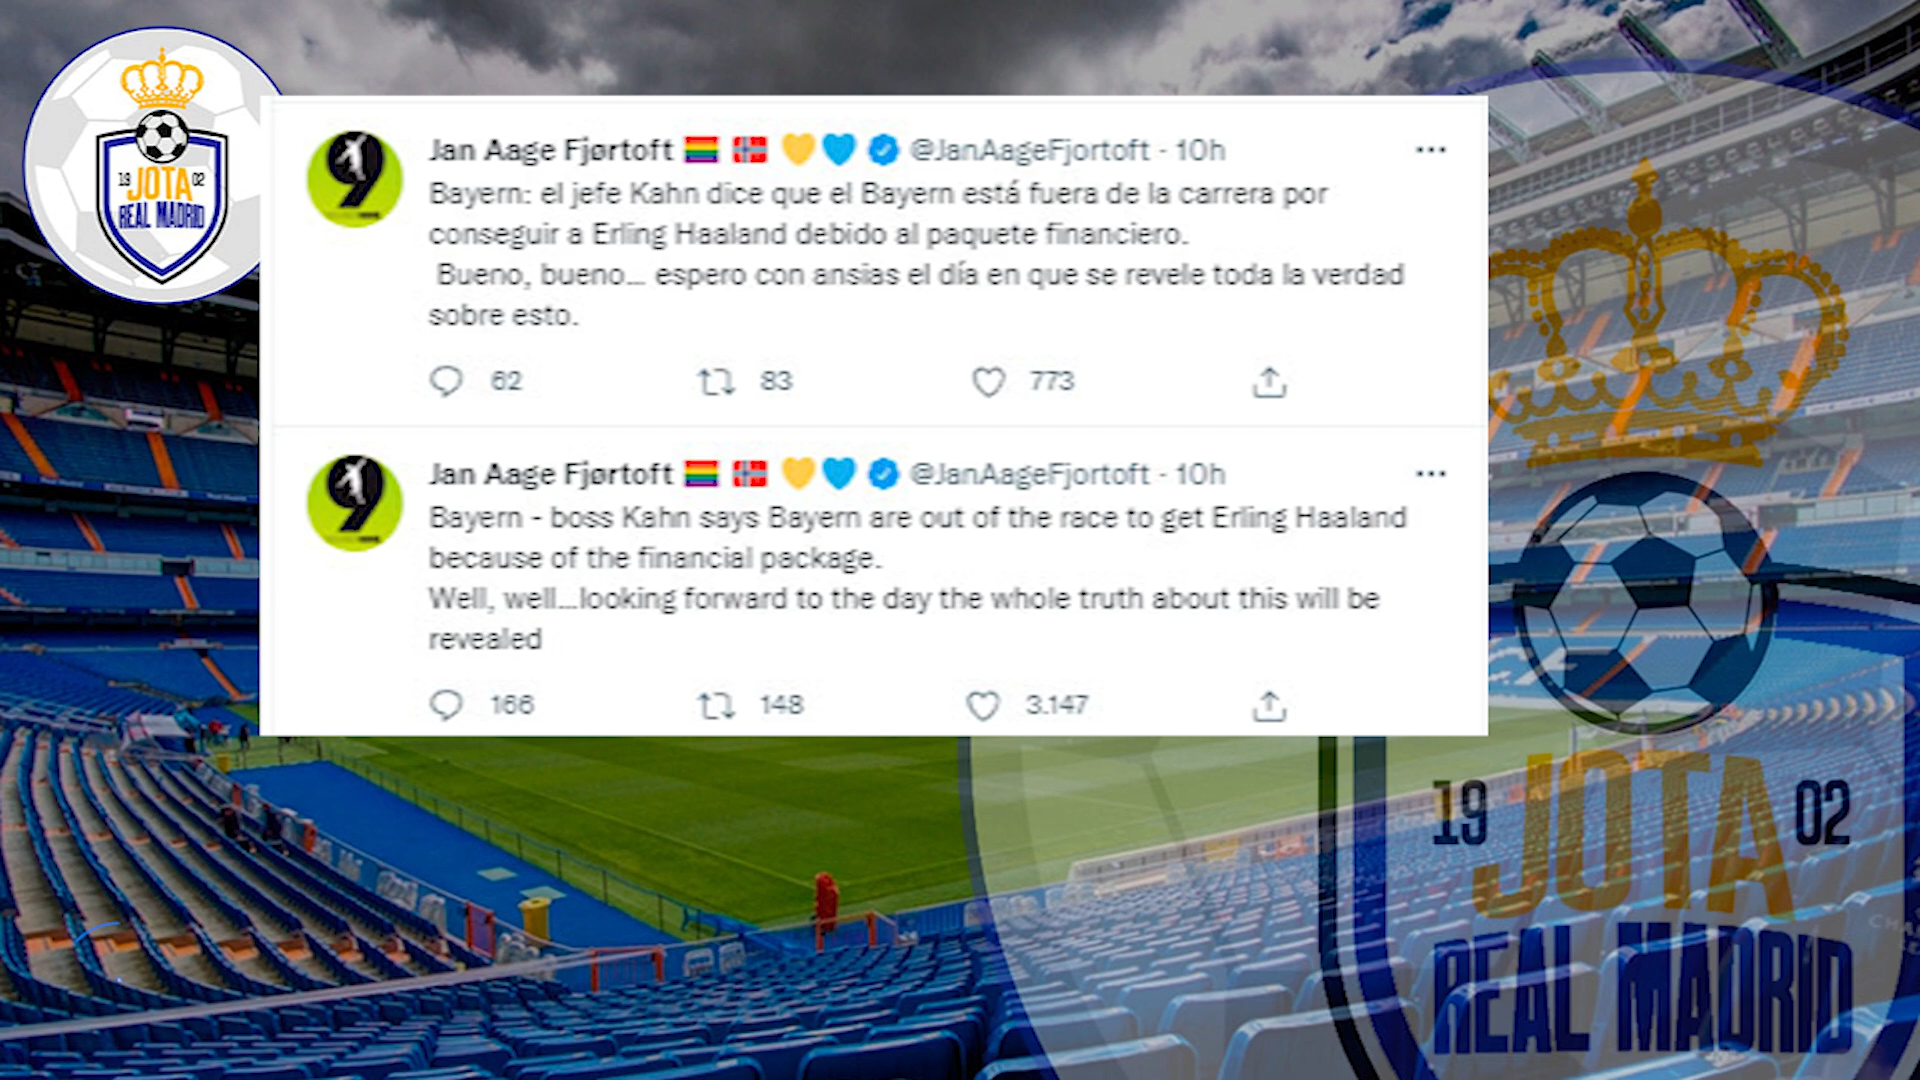 19 JOTA 02
REAL MADRID
Jan Aage Fjørtoft @JanAageFjortoft - 10h
Bayern: el jefe Kahn dice que el Bayern está fuera de la carrera por
conseguir a Erling Haaland debido al paquete financiero.
Bueno, bueno... espero con ansias el día en que se revele toda la verdad
sobre esto.
62 83 773
Jan Aage Fjørtoft @JanAageFjortoft - 10h
Bayern - boss Kahn says Bayern are out of the race to get Erling Haaland
because of the financial package.
Well, well...looking forward to the day the whole truth about this will be
revealed
166 148 3.147
19 JOTA 02
REAL MADRID